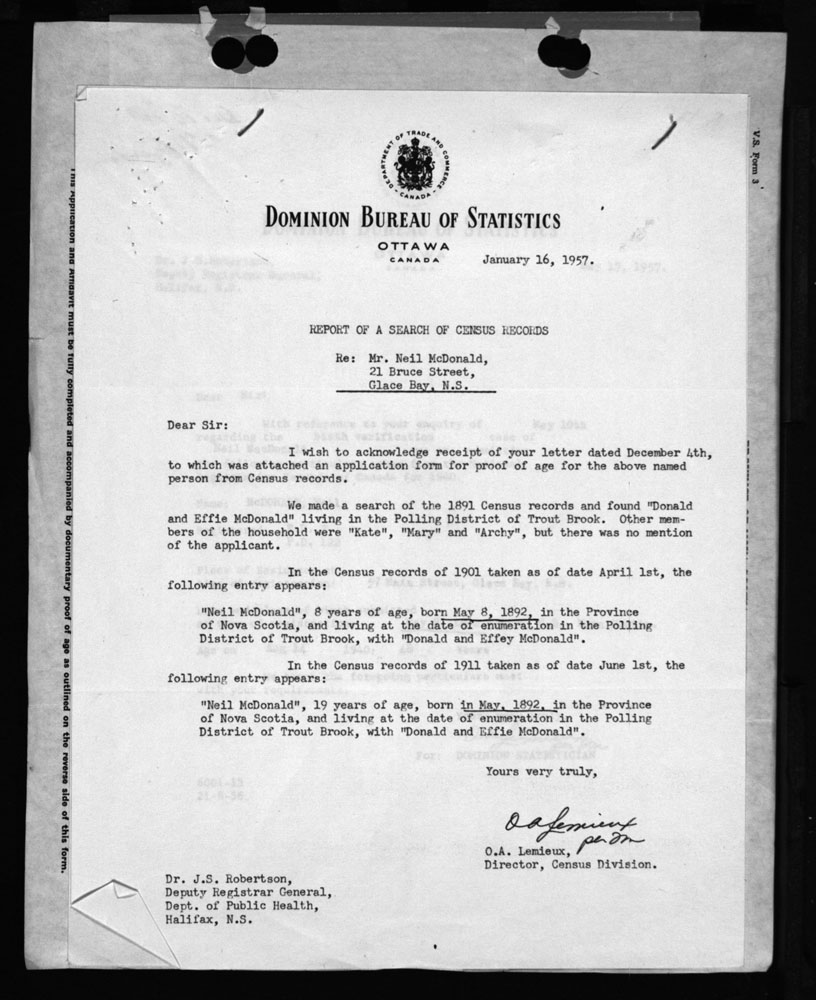 DEPARTMENT OF TRADE AND COMMERCE
CANADA
DOMINION BUREAU OF STATISTICS
OTTAWA
CANADA
January 16, 1957.
REPORT OF A SEARCH OF CENSUS RECORDS
Re: Mr. Neil McDonald,
21 Bruce Street,
Glace Bay, N.S.
Dear Sir:
I wish to acknowledge receipt of your letter dated December 4th,
to which was attached an application form for proof of age for the above named
person from Census records.
We made a search of the 1891 Census records and found "Donald
and Effie McDonald" living in the Polling District of Trout Brook. Other mem-
bers of the household were "Kate", "Mary" and "Archy", but there was no mention
of the applicant.
In the Census records of 1901 taken as of date April 1st, the
following entry appears:
"Neil McDonald", 8 years of age, born May 8, 1892, in the Province
of Nova Scotia, and living at the date of enumeration in the Polling
District of Trout Brook, with "Donald and Effey McDonald".
In the Census records of 1911 taken as of date June 1st, the
following entry appears:
"Neil McDonald", 19 years of age, born in May, 1892, in the Province
of Nova Scotia, and living at the date of enumeration in the Polling
District of Trout Brook, with "Donald and Effie McDonald".
Yours very truly,
O A Lemieux
per
O.A. Lemieux,
Director, Census Division.
Dr. J.S. Robertson,
Deputy Registrar General,
Dept. of Public Health,
Halifax, N.S.
This Application and Affidavit must be fully completed and accompanied by documentary proof of age as outlined on the reverse side of this form.
V.S. Form 3